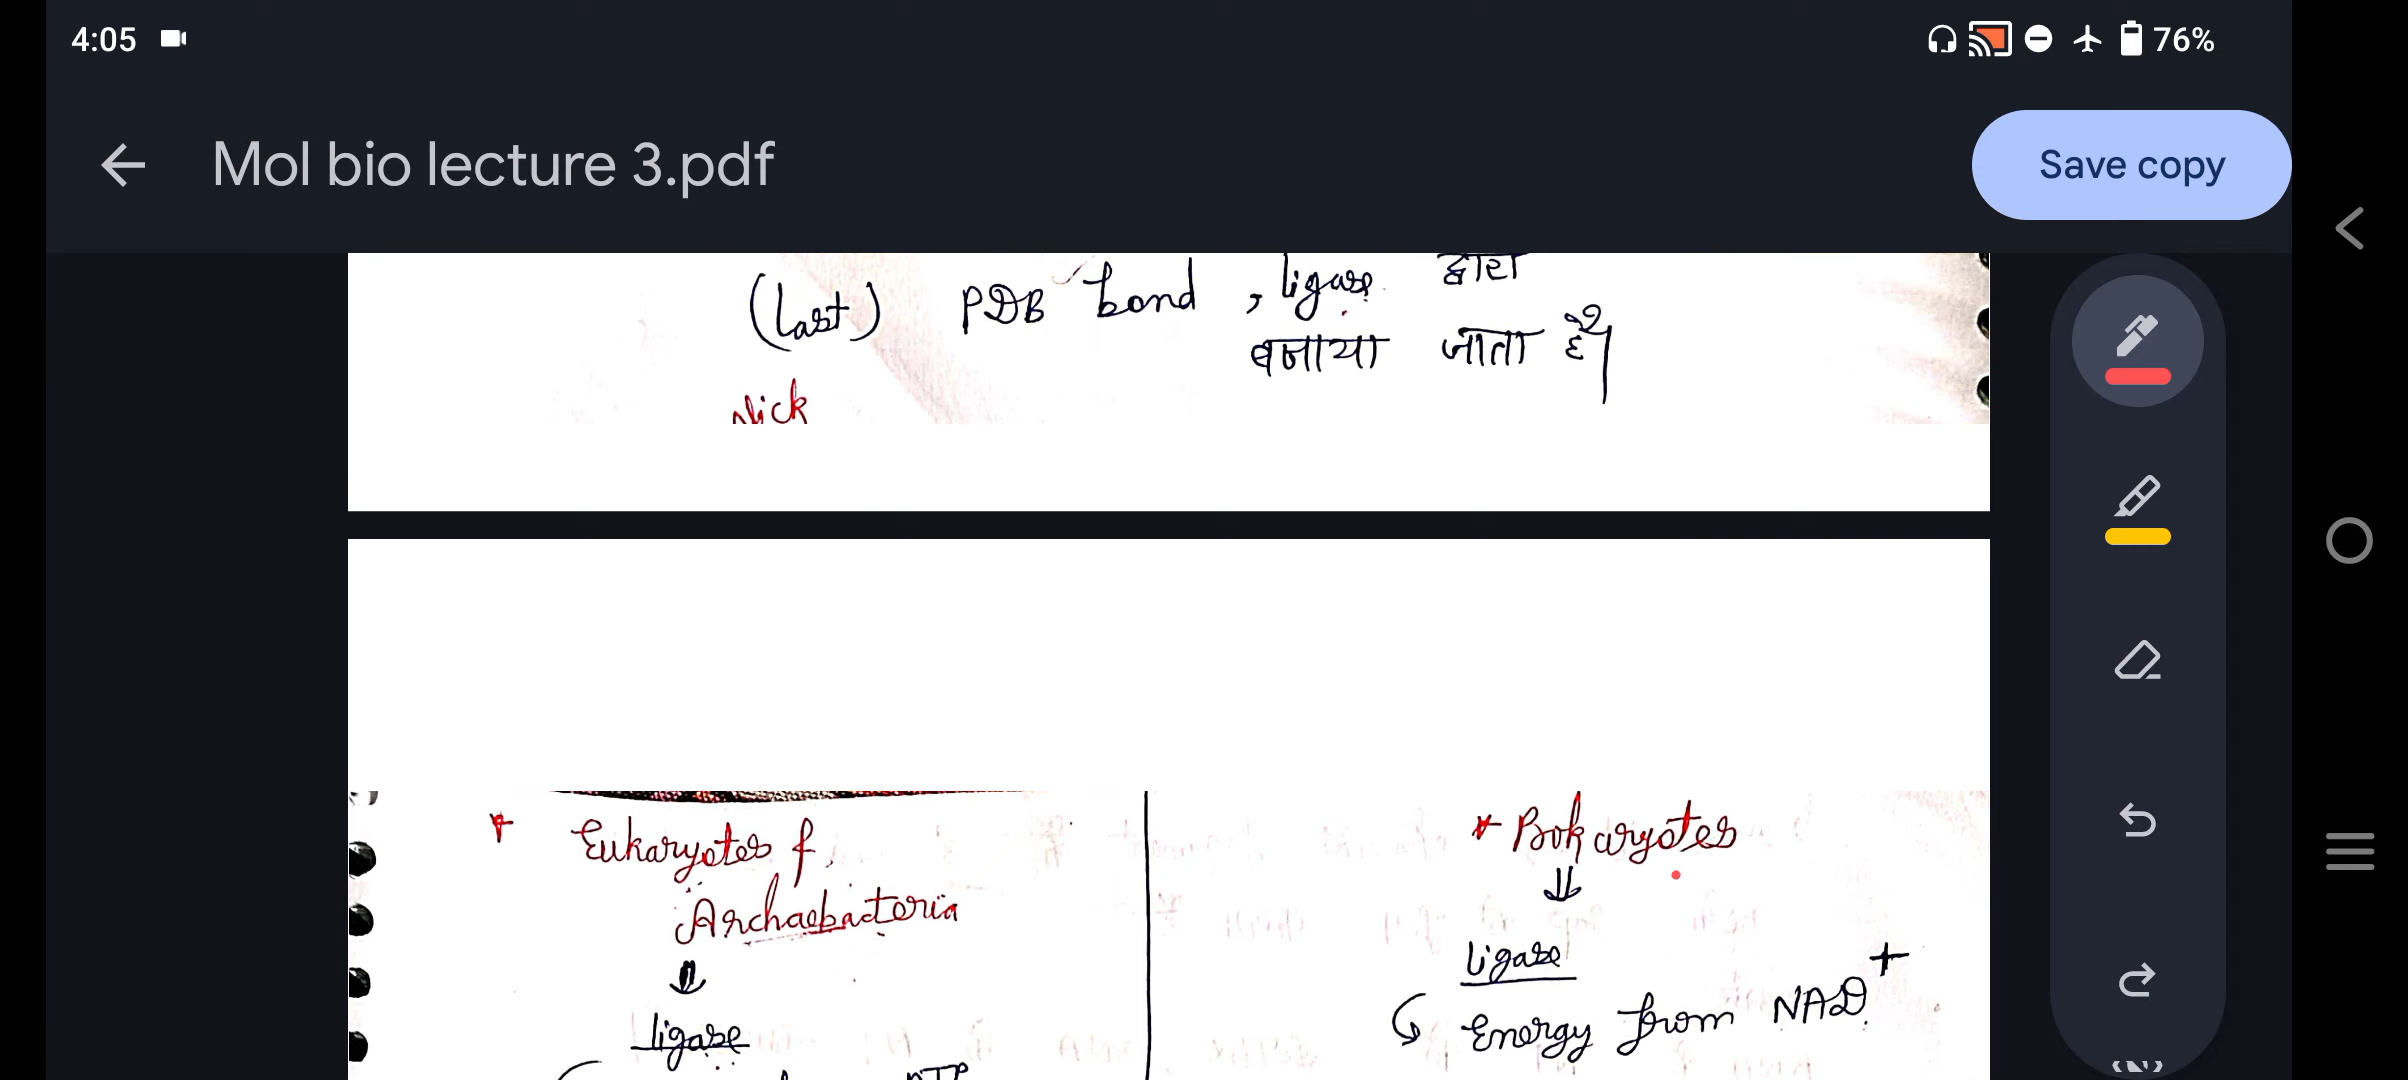 4:05
76%
Mol bio lecture 3.pdf
Save copy
(Last) PDB bond , ligase द्वारा
बनाया जाता है।
Nick
* Eukaryotes &
Archaebacteria
ligase
ATP
* Prokaryotes
ligase
Energy from NAD+